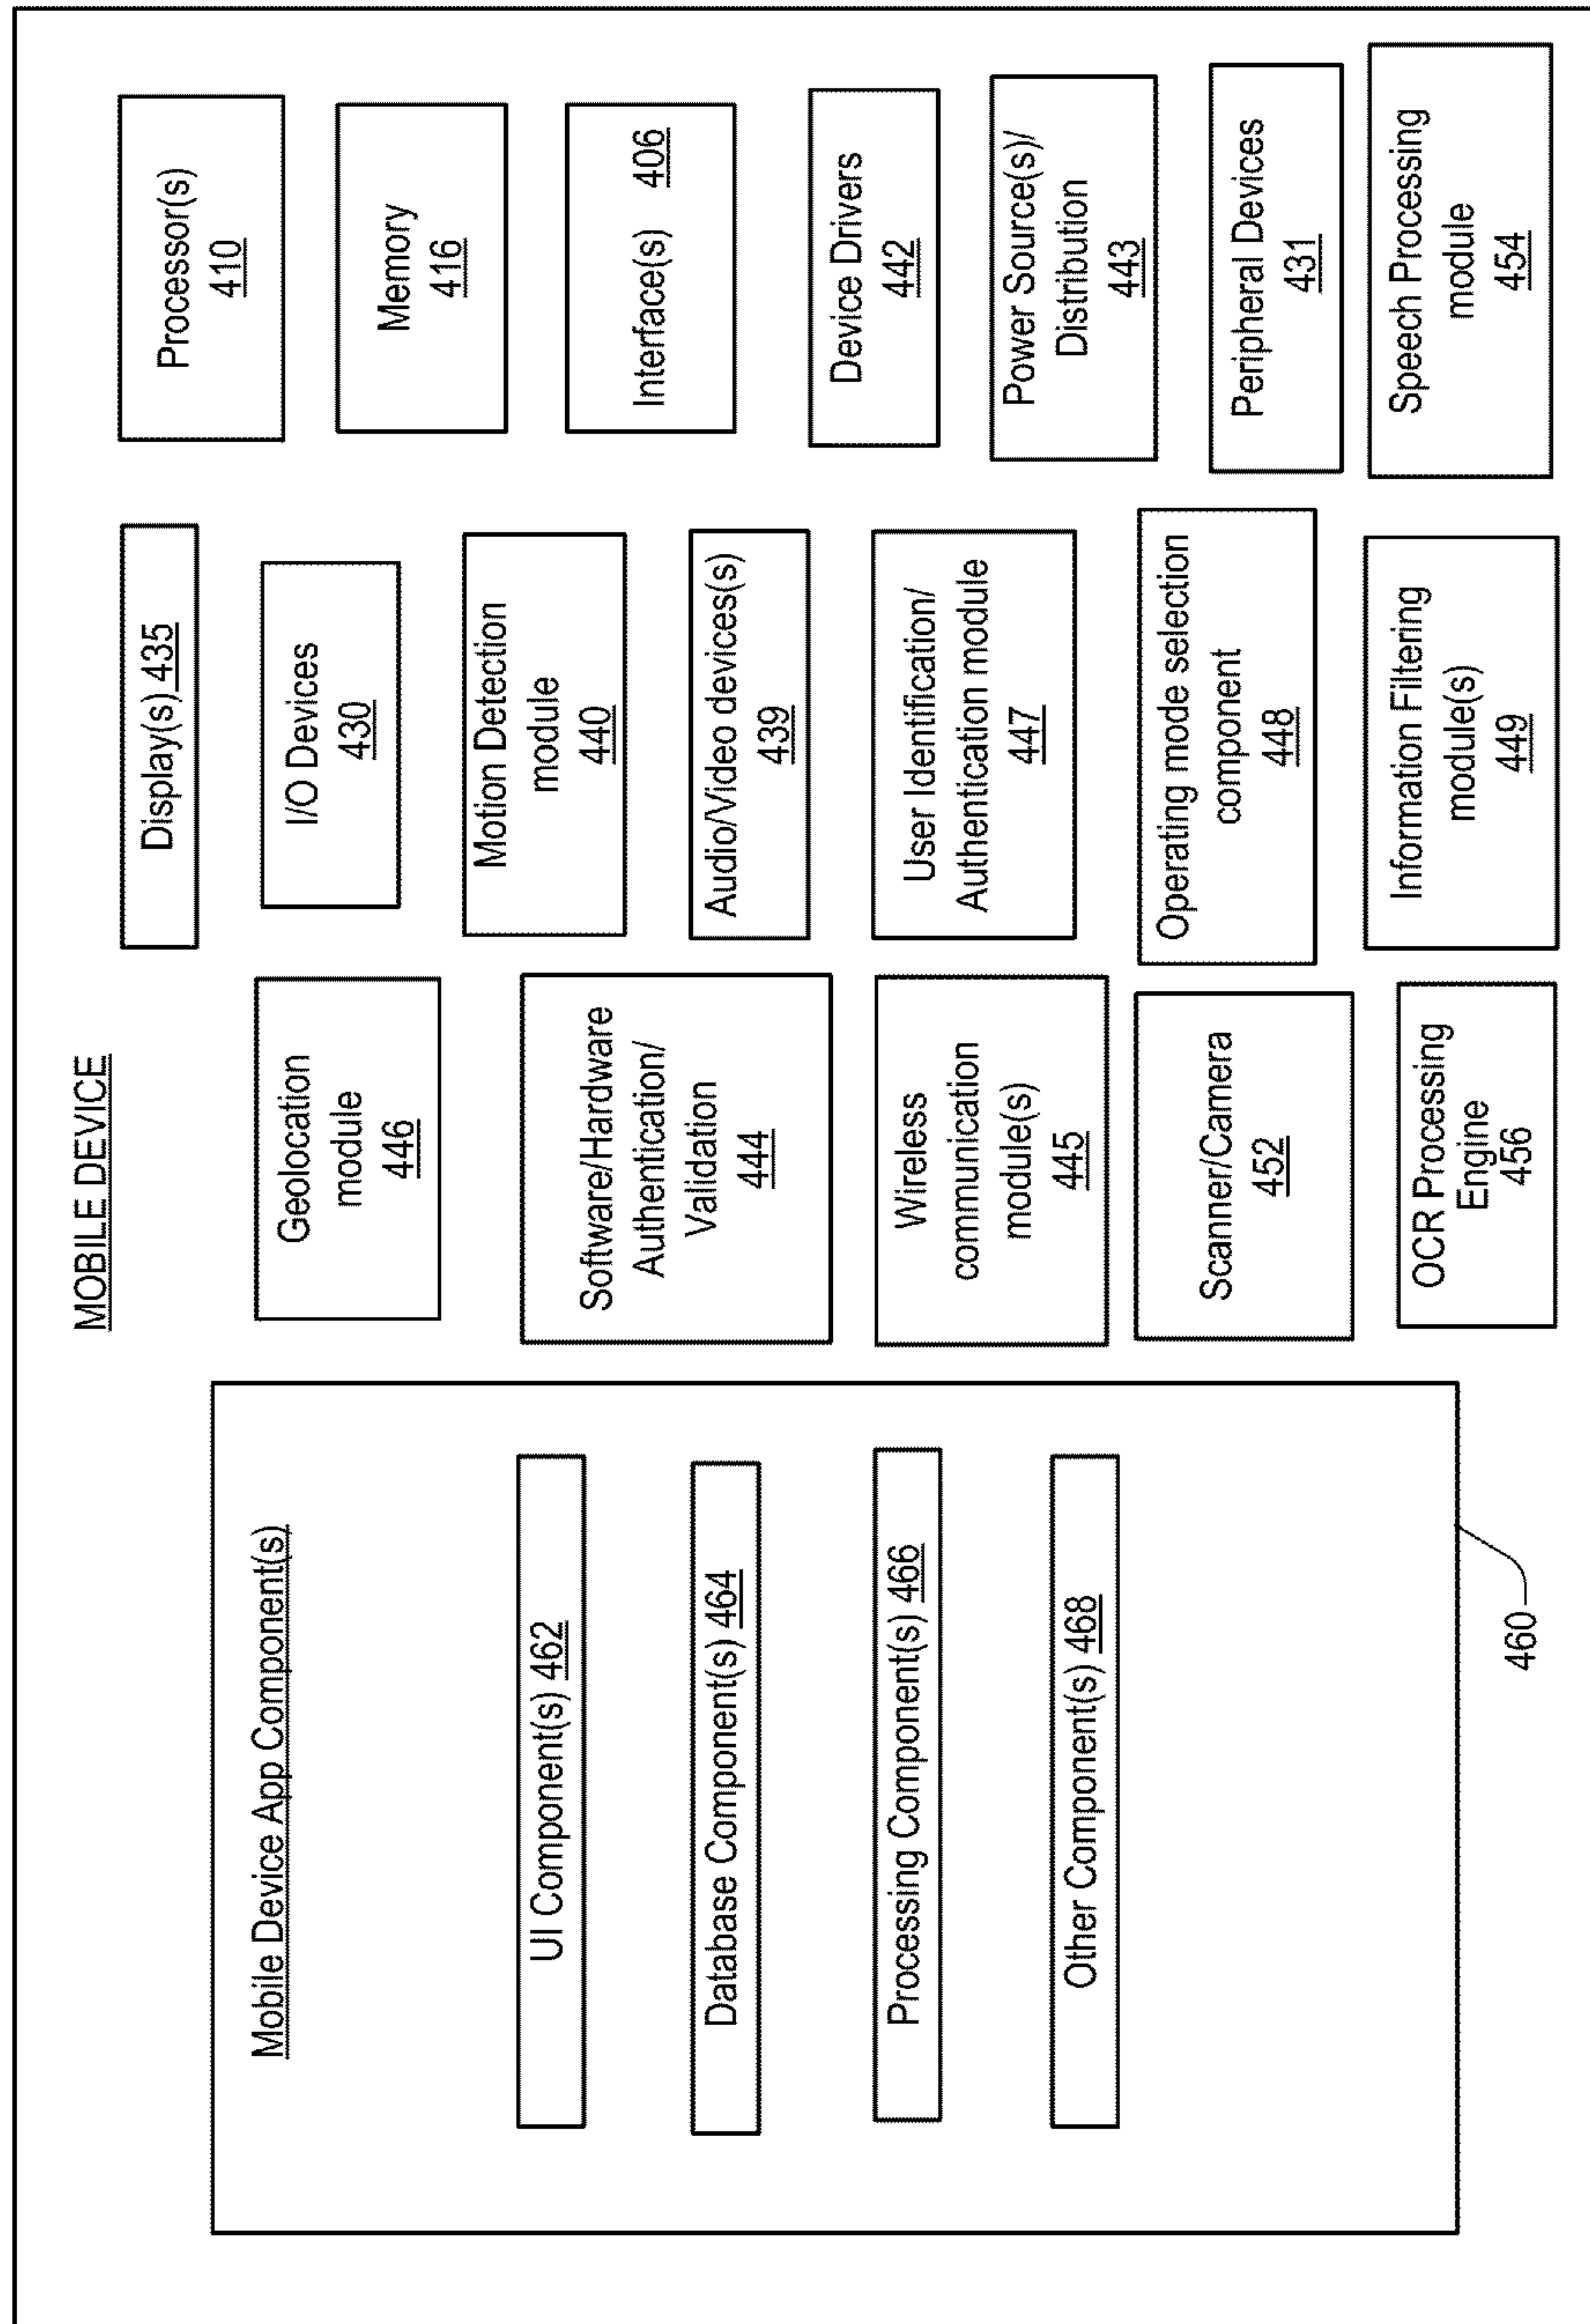 MOBILE DEVICE
Mobile Device App Component(s)
UI Component(s) 462
Database Component(s) 464
Processing Component(s) 466
Other Component(s) 468
460
Geolocation
module
446
Software/Hardware
Authentication/
Validation
444
Wireless
communication
module(s)
445
Scanner/Camera
452
OCR Processing
Engine
456
Display(s) 435
I/O Devices
430
Motion Detection
module
440
Audio/Video devices(s)
439
User Identification/
Authentication module
447
Operating mode selection
component
448
Information Filtering
module(s)
449
Processor(s)
410
Memory
416
Interface(s) 406
Device Drivers
442
Power Source(s)/
Distribution
443
Peripheral Devices
431
Speech Processing
module
454